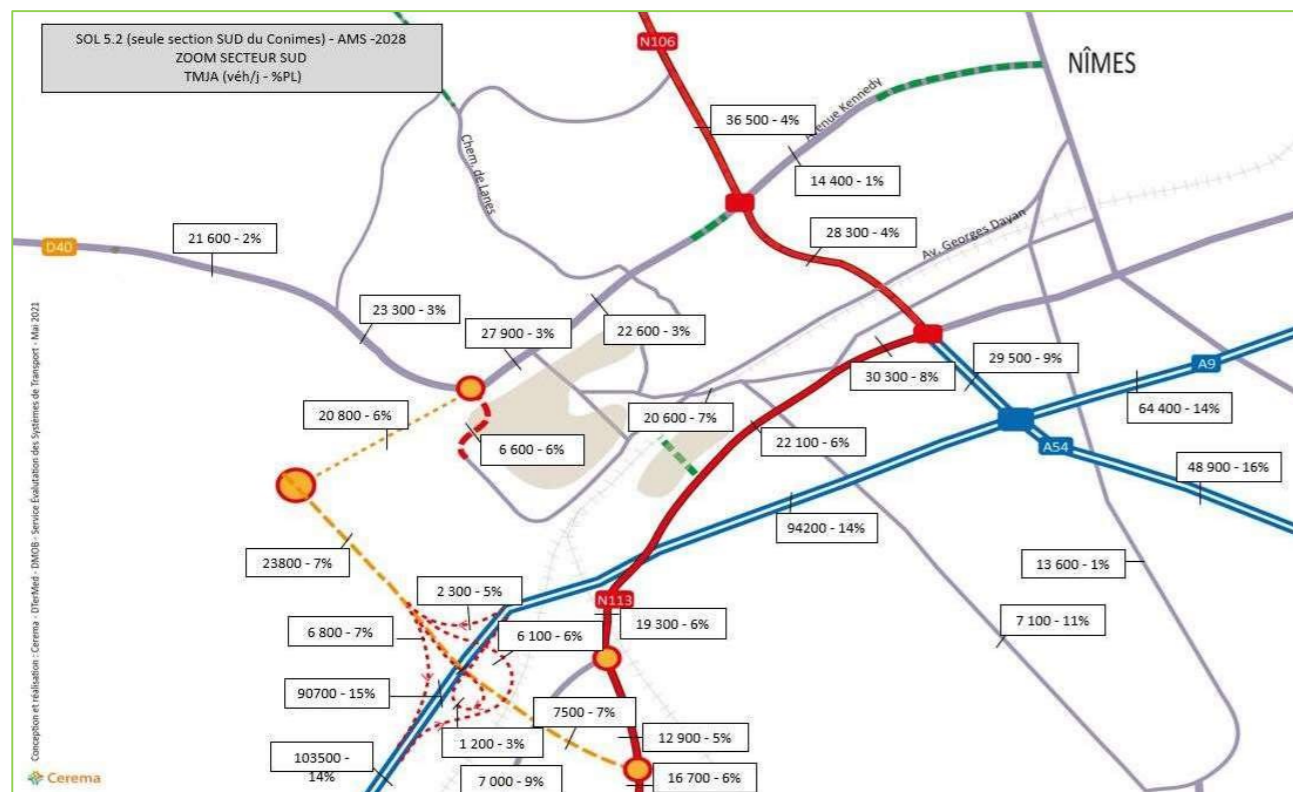 SOL 5.2 (seule section SUD du Conimes) - AMS -2028
ZOOM SECTEUR SUD
TMJA (véh/j - %PL)
N106
NÎMES
36 500 - 4%
Avenue Kennedy
14 400 - 1%
Chem. de Lanes
21 600 - 2%
D40
28 300 - 4%
Av. Georges Dayan
23 300 - 3%
27 900 - 3%
22 600 - 3%
30 300 - 8%
29 500 - 9%
A9
64 400 - 14%
20 800 - 6%
6 600 - 6%
20 600 - 7%
22 100 - 6%
A54
48 900 - 16%
94200 - 14%
23800 - 7%
2 300 - 5%
N113
19 300 - 6%
13 600 - 1%
7 100 - 11%
6 800 - 7%
6 100 - 6%
90700 - 15%
7500 - 7%
1 200 - 3%
12 900 - 5%
103500 -
14%
7 000 - 9%
16 700 - 6%
Conception et réalisation : Cerema - DTerMed - DMOB - Service Évalutation des Systèmes de Transport - Mai 2021
Cerema